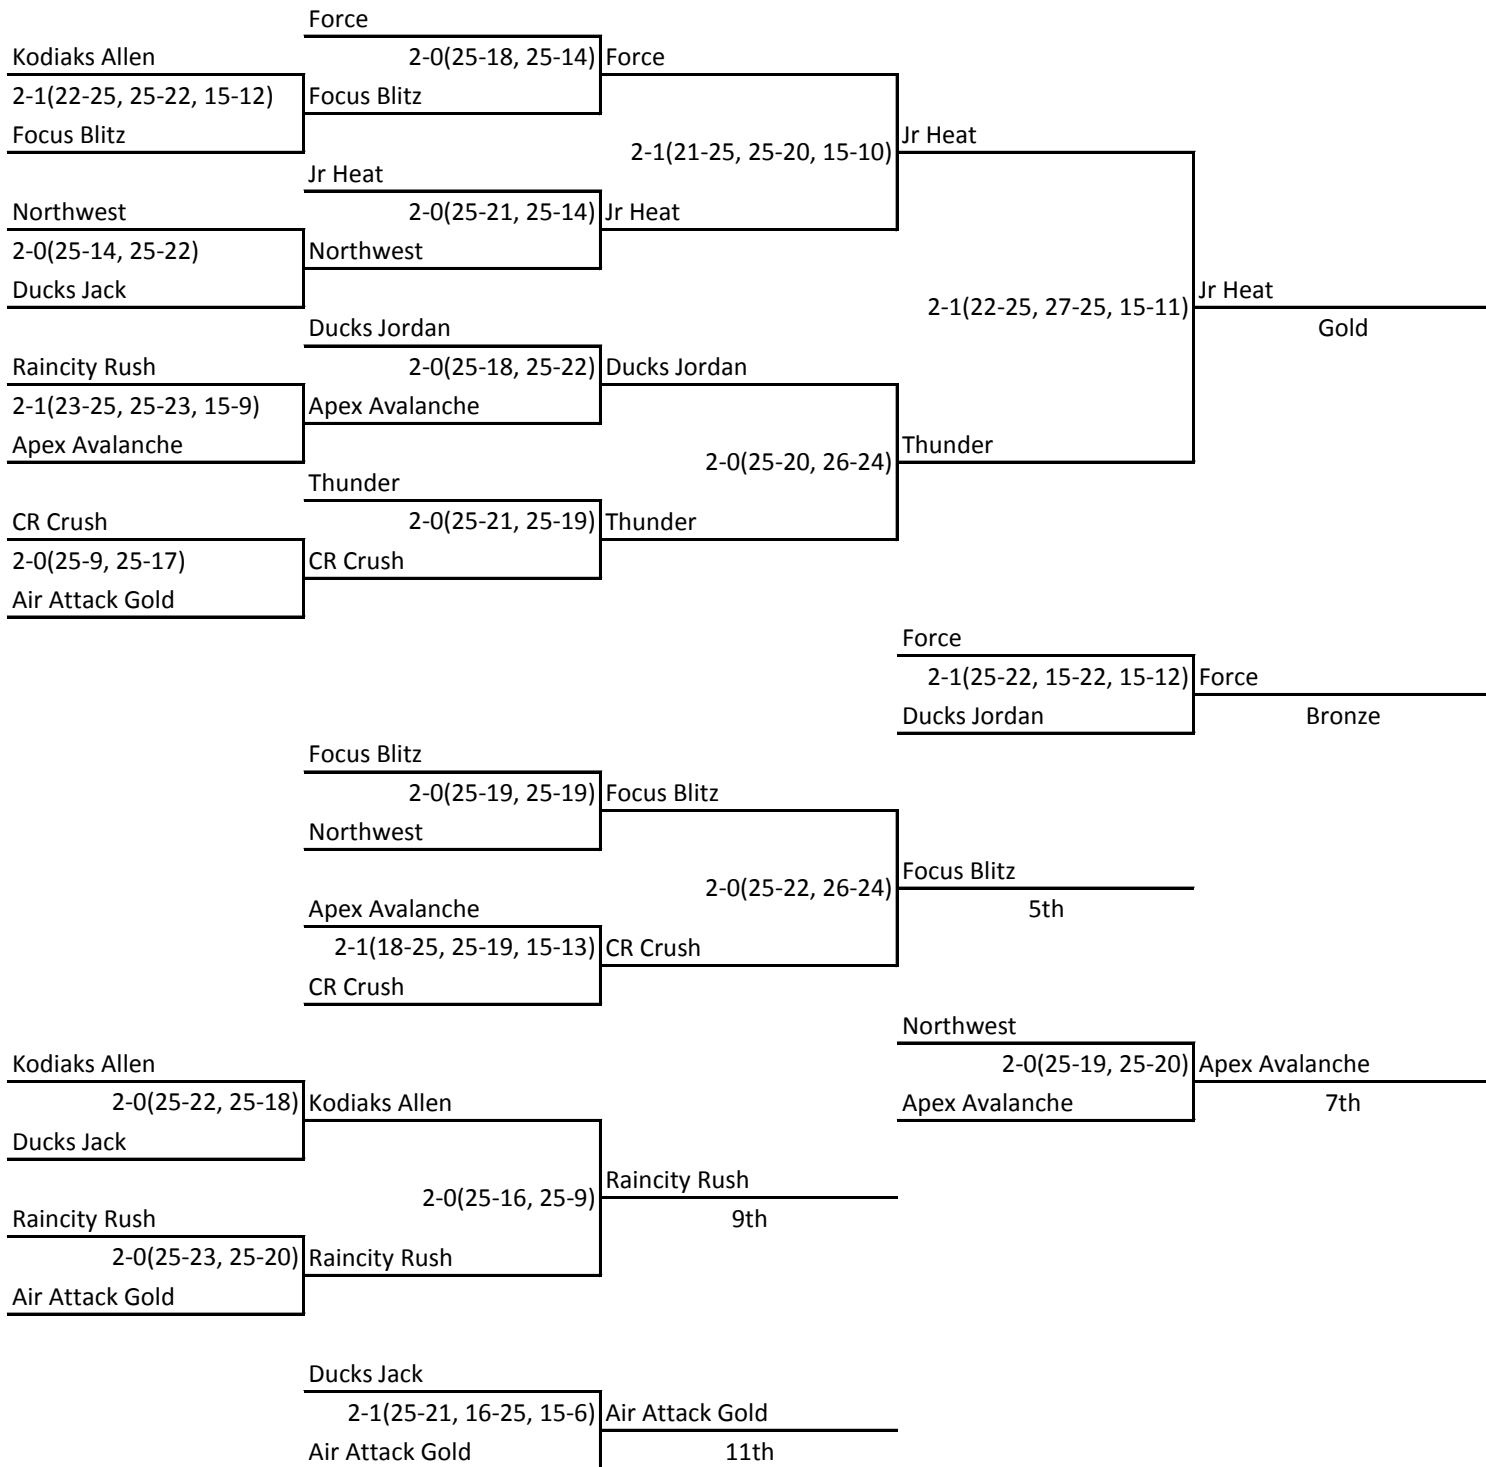 Force
Kodiaks Allen
2-0(25-18, 25-14)
Force
2-1(22-25, 25-22, 15-12)
Focus Blitz
Focus Blitz
2-1(21-25, 25-20, 15-10)
Jr Heat
Jr Heat
Northwest
2-0(25-21, 25-14)
Jr Heat
2-0(25-14, 25-22)
Northwest
Ducks Jack
2-1(22-25, 27-25, 15-11)
Jr Heat
Ducks Jordan
Gold
Raincity Rush
2-0(25-18, 25-22)
Ducks Jordan
2-1(23-25, 25-23, 15-9)
Apex Avalanche
Apex Avalanche
2-0(25-20, 26-24)
Thunder
Thunder
CR Crush
2-0(25-21, 25-19)
Thunder
2-0(25-9, 25-17)
CR Crush
Air Attack Gold
Force
2-1(25-22, 15-22, 15-12)
Force
Ducks Jordan
Bronze
Focus Blitz
2-0(25-19, 25-19)
Focus Blitz
Northwest
2-0(25-22, 26-24)
Focus Blitz
Apex Avalanche
5th
2-1(18-25, 25-19, 15-13)
CR Crush
CR Crush
Northwest
Kodiaks Allen
2-0(25-19, 25-20)
Apex Avalanche
2-0(25-22, 25-18)
Kodiaks Allen
Apex Avalanche
7th
Ducks Jack
2-0(25-16, 25-9)
Raincity Rush
Raincity Rush
9th
2-0(25-23, 25-20)
Raincity Rush
Air Attack Gold
Ducks Jack
2-1(25-21, 16-25, 15-6)
Air Attack Gold
Air Attack Gold
11th